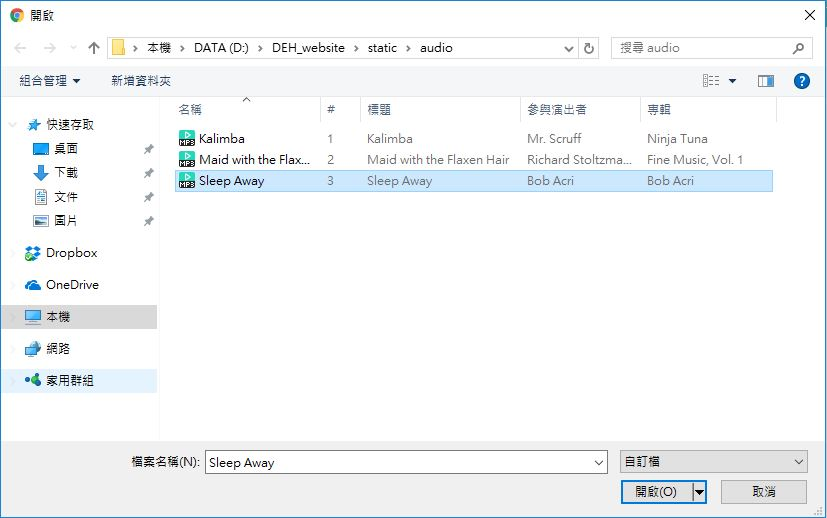 開啟
本機 › DATA (D:) › DEH_website › static › audio
搜尋 audio
組合管理
新增資料夾
名稱 # 標題 參與演出者 專輯
MP3 Kalimba 1 Kalimba Mr. Scruff Ninja Tuna
MP3 Maid with the Flax... 2 Maid with the Flaxen Hair Richard Stoltzma... Fine Music, Vol. 1
MP3 Sleep Away 3 Sleep Away Bob Acri Bob Acri
快速存取
桌面
下載
文件
圖片
Dropbox
OneDrive
本機
網路
家用群組
檔案名稱(N): Sleep Away
自訂檔
開啟(O)
取消